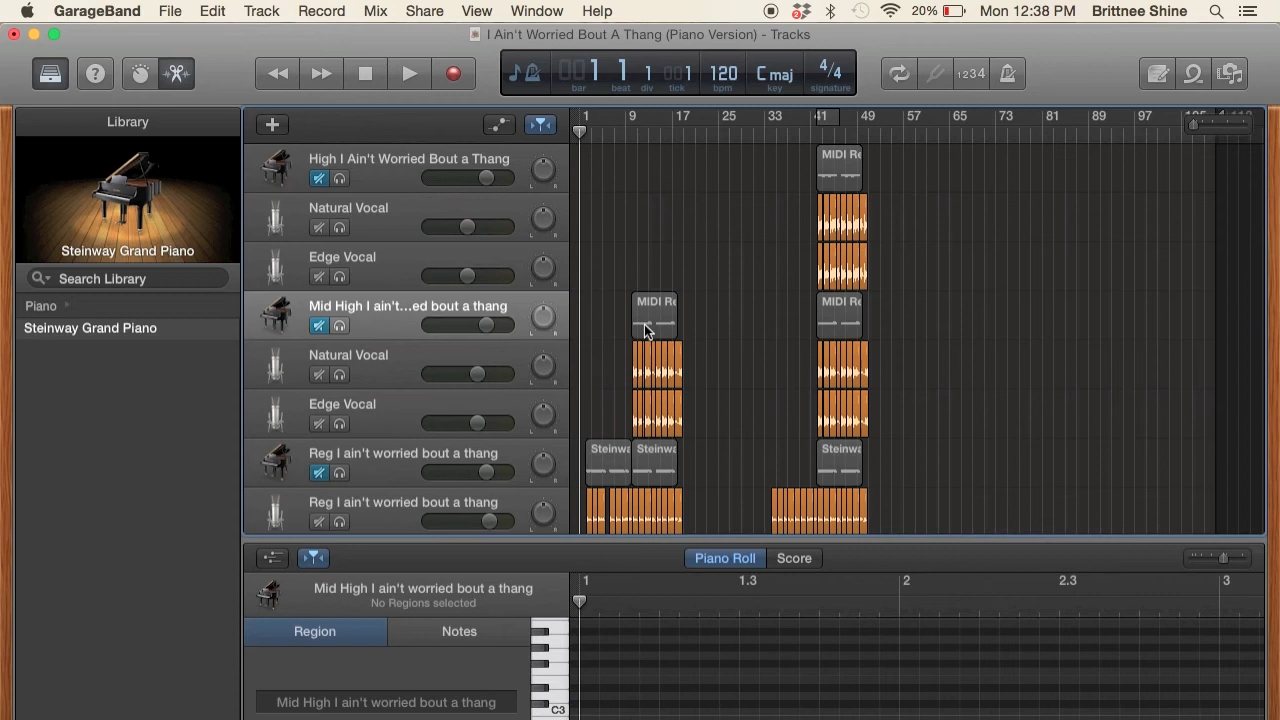 GarageBand File Edit Track Record Mix Share View Window Help 2 20% Mon 12:38 PM Brittnee Shine
I Ain't Worried Bout A Thang (Piano Version) - Tracks
? 001 1 1 001 120 Cmaj 4/4 1234
bar beat div tick bpm key signature
Library
1 9 17 25 33 41 49 57 65 73 81 89 97 105
Steinway Grand Piano
Search Library
Piano
Steinway Grand Piano
High I Ain't Worried Bout a Thang
L R
MIDI Re
Natural Vocal
L R
Edge Vocal
L R
Mid High I ain't...ed bout a thang
L R
MIDI Re MIDI Re
Natural Vocal
L R
Edge Vocal
L R
Reg I ain't worried bout a thang
L R
Steinwa Steinwa Steinwa
Reg I ain't worried bout a thang
L R
Piano Roll Score
Mid High I ain't worried bout a thang
No Regions selected
1 1.3 2 2.3 3
Region Notes
Mid High I ain't worried bout a thang
C3